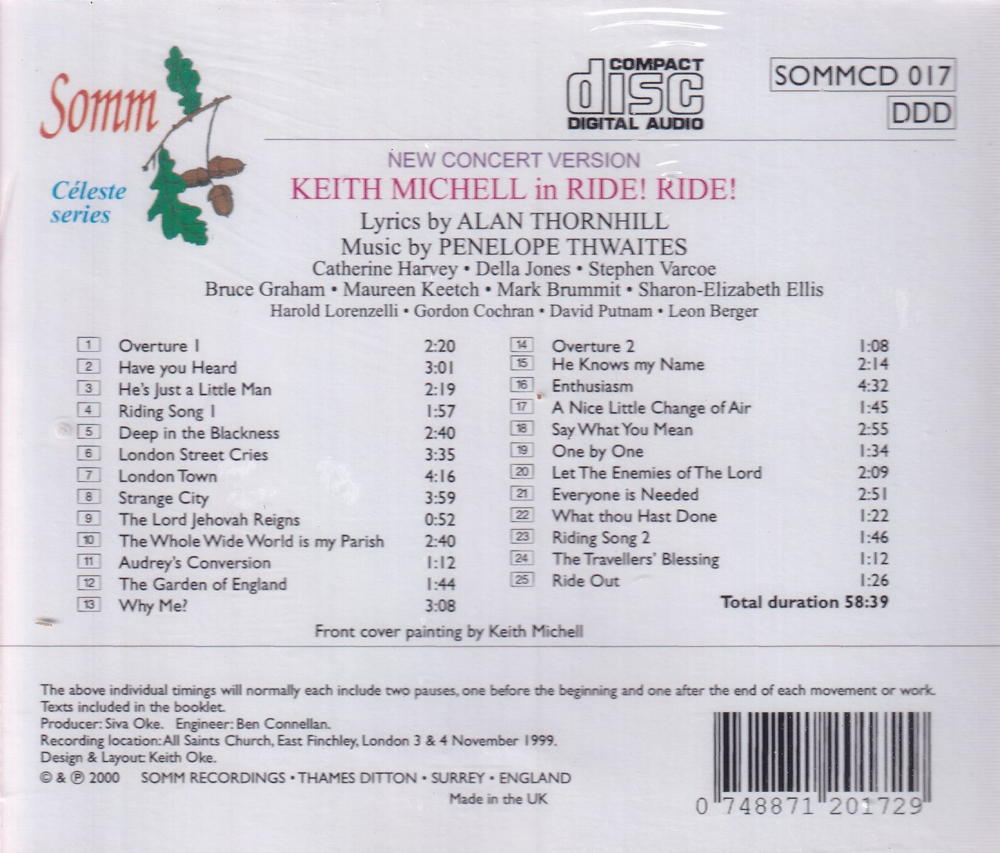 Somm
Céleste
series
COMPACT
disc
DIGITAL AUDIO
SOMMCD 017
DDD
NEW CONCERT VERSION
KEITH MICHELL in RIDE! RIDE!
Lyrics by ALAN THORNHILL
Music by PENELOPE THWAITES
Catherine Harvey • Della Jones • Stephen Varcoe
Bruce Graham • Maureen Keetch • Mark Brummit • Sharon-Elizabeth Ellis
Harold Lorenzelli • Gordon Cochran • David Putnam • Leon Berger
1 Overture 1 2:20
2 Have you Heard 3:01
3 He's Just a Little Man 2:19
4 Riding Song 1 1:57
5 Deep in the Blackness 2:40
6 London Street Cries 3:35
7 London Town 4:16
8 Strange City 3:59
9 The Lord Jehovah Reigns 0:52
10 The Whole Wide World is my Parish 2:40
11 Audrey's Conversion 1:12
12 The Garden of England 1:44
13 Why Me? 3:08
14 Overture 2 1:08
15 He Knows my Name 2:14
16 Enthusiasm 4:32
17 A Nice Little Change of Air 1:45
18 Say What You Mean 2:55
19 One by One 1:34
20 Let The Enemies of The Lord 2:09
21 Everyone is Needed 2:51
22 What thou Hast Done 1:22
23 Riding Song 2 1:46
24 The Travellers' Blessing 1:12
25 Ride Out 1:26
Total duration 58:39
Front cover painting by Keith Michell
The above individual timings will normally each include two pauses, one before the beginning and one after the end of each movement or work.
Texts included in the booklet.
Producer: Siva Oke. Engineer: Ben Connellan.
Recording location: All Saints Church, East Finchley, London 3 & 4 November 1999.
Design & Layout: Keith Oke.
© & ℗ 2000 SOMM RECORDINGS • THAMES DITTON • SURREY • ENGLAND
Made in the UK
0 748871 201729